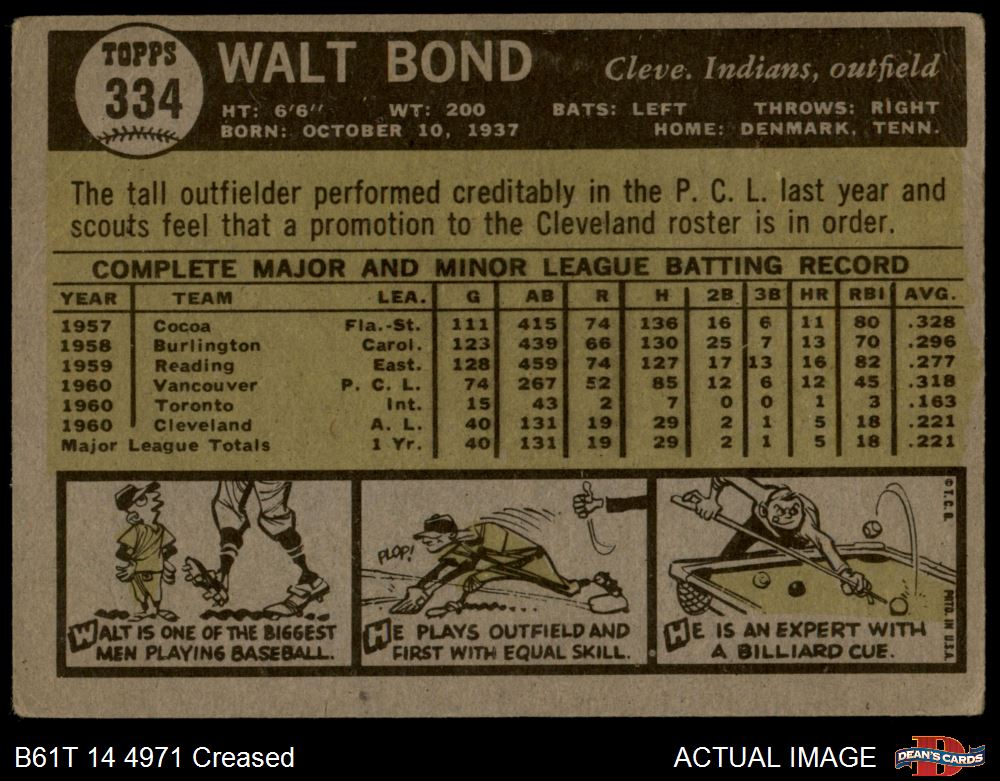 TOPPS
334
WALT BOND
Cleve. Indians, outfield
HT: 6'6" WT: 200 BATS: LEFT THROWS: RIGHT
BORN: OCTOBER 10, 1937 HOME: DENMARK, TENN.
The tall outfielder performed creditably in the P. C. L. last year and
scouts feel that a promotion to the Cleveland roster is in order.
COMPLETE MAJOR AND MINOR LEAGUE BATTING RECORD
YEAR TEAM LEA. G AB R H 2B 3B HR RBI AVG.
1957 Cocoa Fla.-St. 111 415 74 136 16 6 11 80 .328
1958 Burlington Carol. 123 439 66 130 25 7 13 70 .296
1959 Reading East. 128 459 74 127 17 13 16 82 .277
1960 Vancouver P. C. L. 74 267 52 85 12 6 12 45 .318
1960 Toronto Int. 15 43 2 7 0 0 1 3 .163
1960 Cleveland A. L. 40 131 19 29 2 1 5 18 .221
Major League Totals 1 Yr. 40 131 19 29 2 1 5 18 .221
WALT IS ONE OF THE BIGGEST
MEN PLAYING BASEBALL.
PLOP!
HE PLAYS OUTFIELD AND
FIRST WITH EQUAL SKILL.
HE IS AN EXPERT WITH
A BILLIARD CUE.
© T.C.G.
PRTD. IN U.S.A.
B61T 14 4971 Creased
ACTUAL IMAGE
D
DEAN'S CARDS